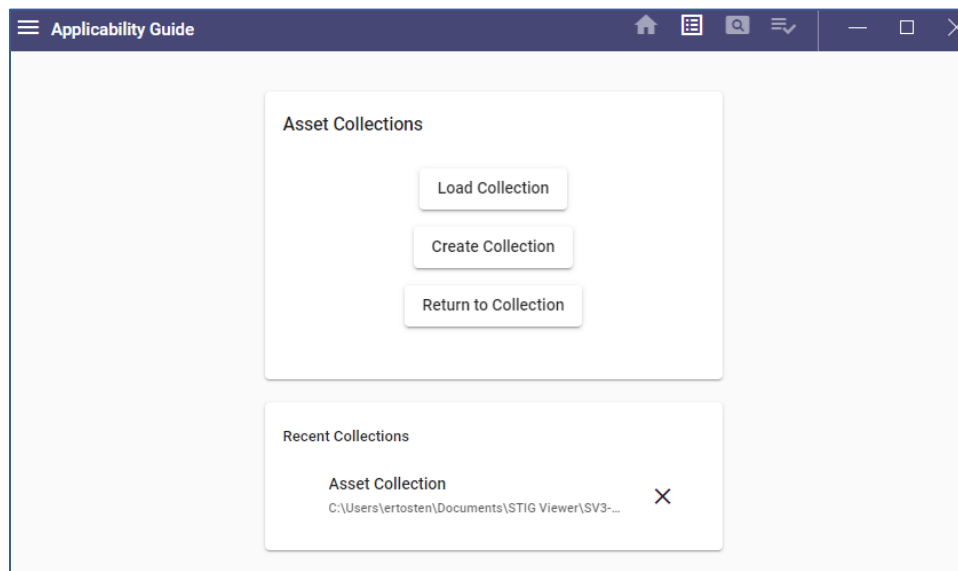 Applicability Guide
Asset Collections
Load Collection
Create Collection
Return to Collection
Recent Collections
Asset Collection
C:\Users\ertosten\Documents\STIG Viewer\SV3-...